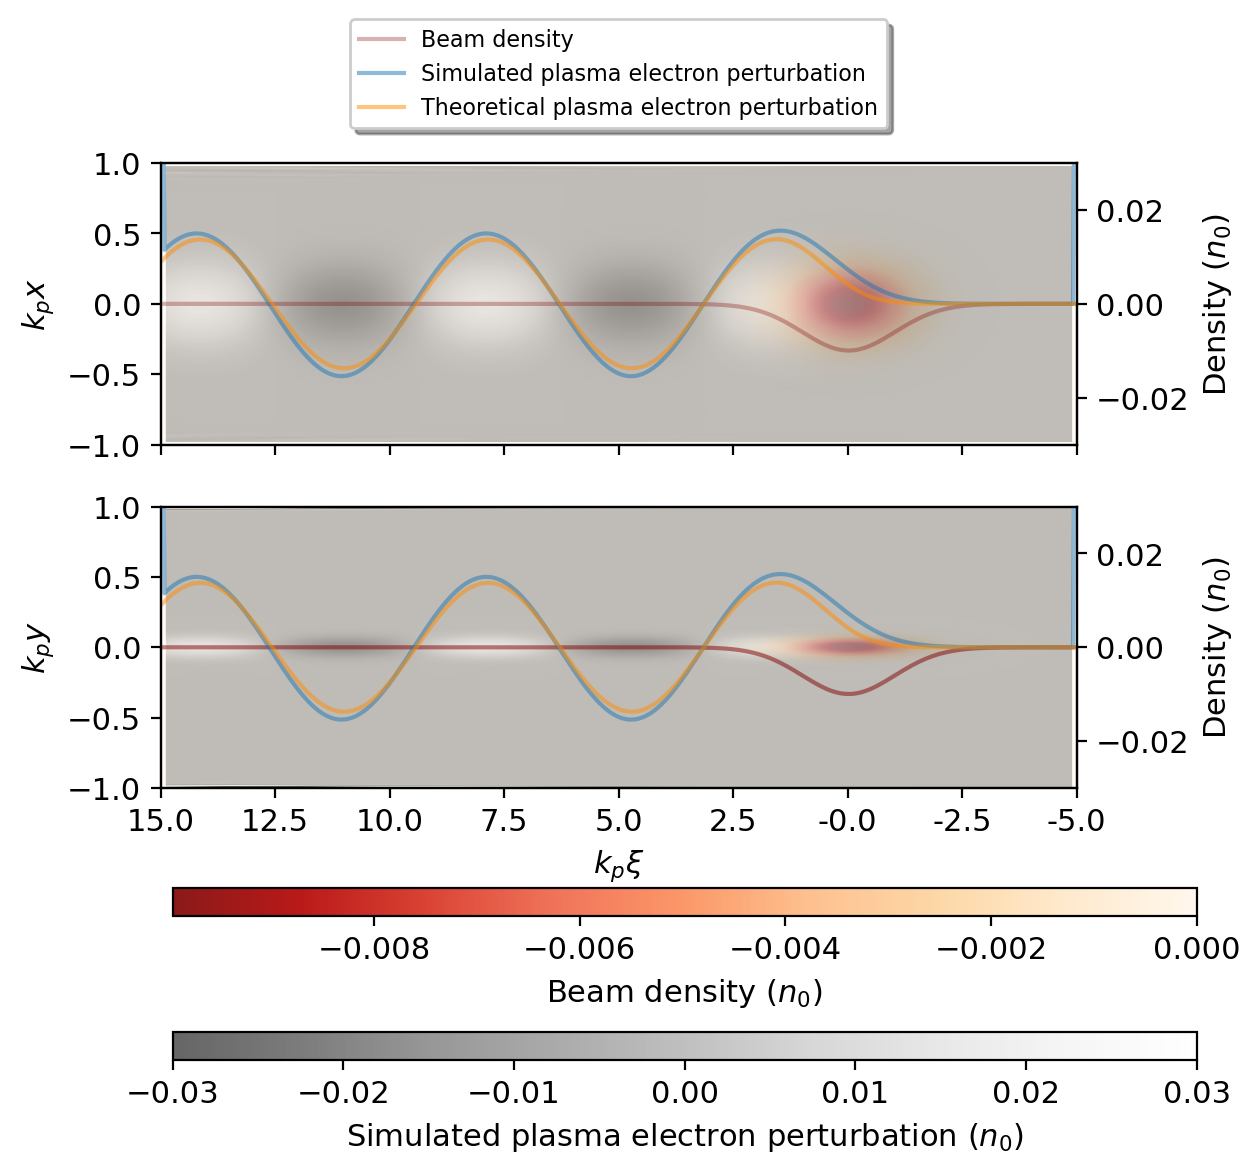 Beam density
Simulated plasma electron perturbation
Theoretical plasma electron perturbation
1.0
0.5
0.0
−0.5
−1.0
k_p x
0.02
0.00
−0.02
Density (n_0)
1.0
0.5
0.0
−0.5
−1.0
k_p y
0.02
0.00
−0.02
Density (n_0)
15.0 12.5 10.0 7.5 5.0 2.5 -0.0 -2.5 -5.0
k_p ξ
−0.008 −0.006 −0.004 −0.002 0.000
Beam density (n_0)
−0.03 −0.02 −0.01 0.00 0.01 0.02 0.03
Simulated plasma electron perturbation (n_0)